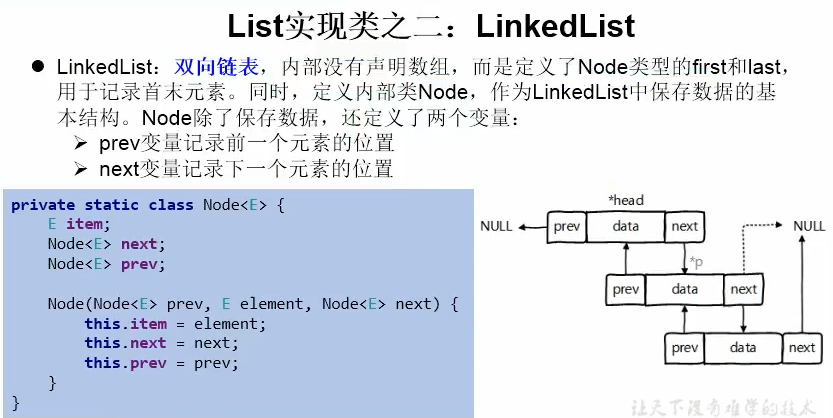 List实现类之二：LinkedList
● LinkedList：双向链表，内部没有声明数组，而是定义了Node类型的first和last，
用于记录首末元素。同时，定义内部类Node，作为LinkedList中保存数据的基
本结构。Node除了保存数据，还定义了两个变量：
➢ prev变量记录前一个元素的位置
➢ next变量记录下一个元素的位置
private static class Node<E> {
E item;
Node<E> next;
Node<E> prev;
Node(Node<E> prev, E element, Node<E> next) {
this.item = element;
this.next = next;
this.prev = prev;
}
}
*head
NULL prev data next NULL
*p
prev data next
prev data next
让天下没有难学的技术